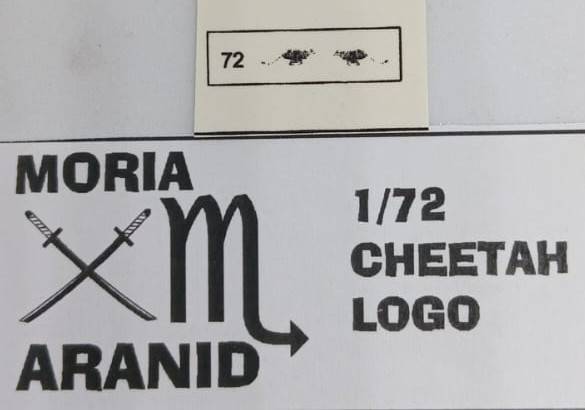 72
MORIA
ARANID
1/72
CHEETAH
LOGO